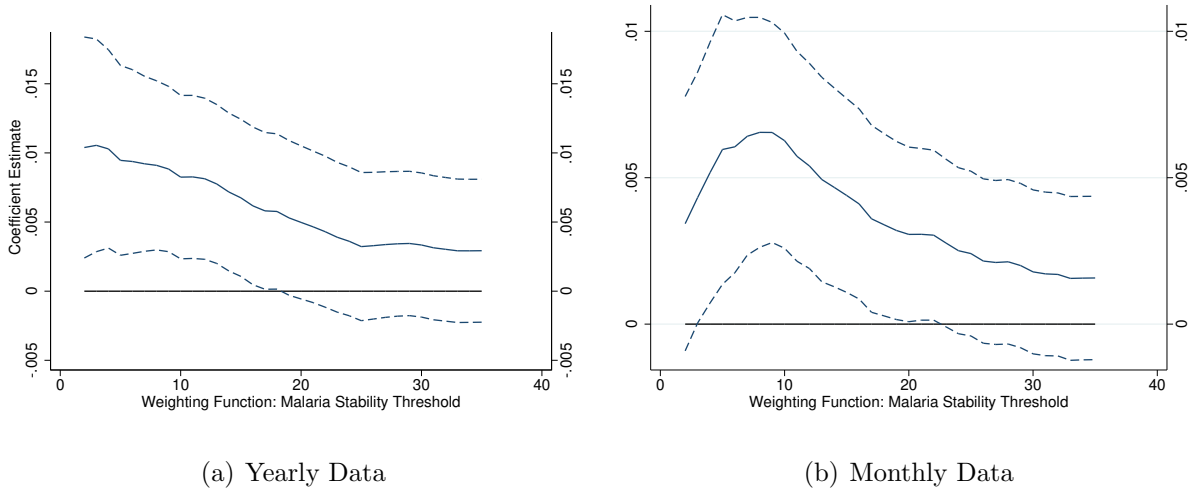 .015
.015
.01
.01
.005
.005
0
0
-.005
-.005
Coefficient Estimate
0 10 20 30 40
Weighting Function: Malaria Stability Threshold
(a) Yearly Data
.01
.01
.005
.005
0
0
0 10 20 30 40
Weighting Function: Malaria Stability Threshold
(b) Monthly Data